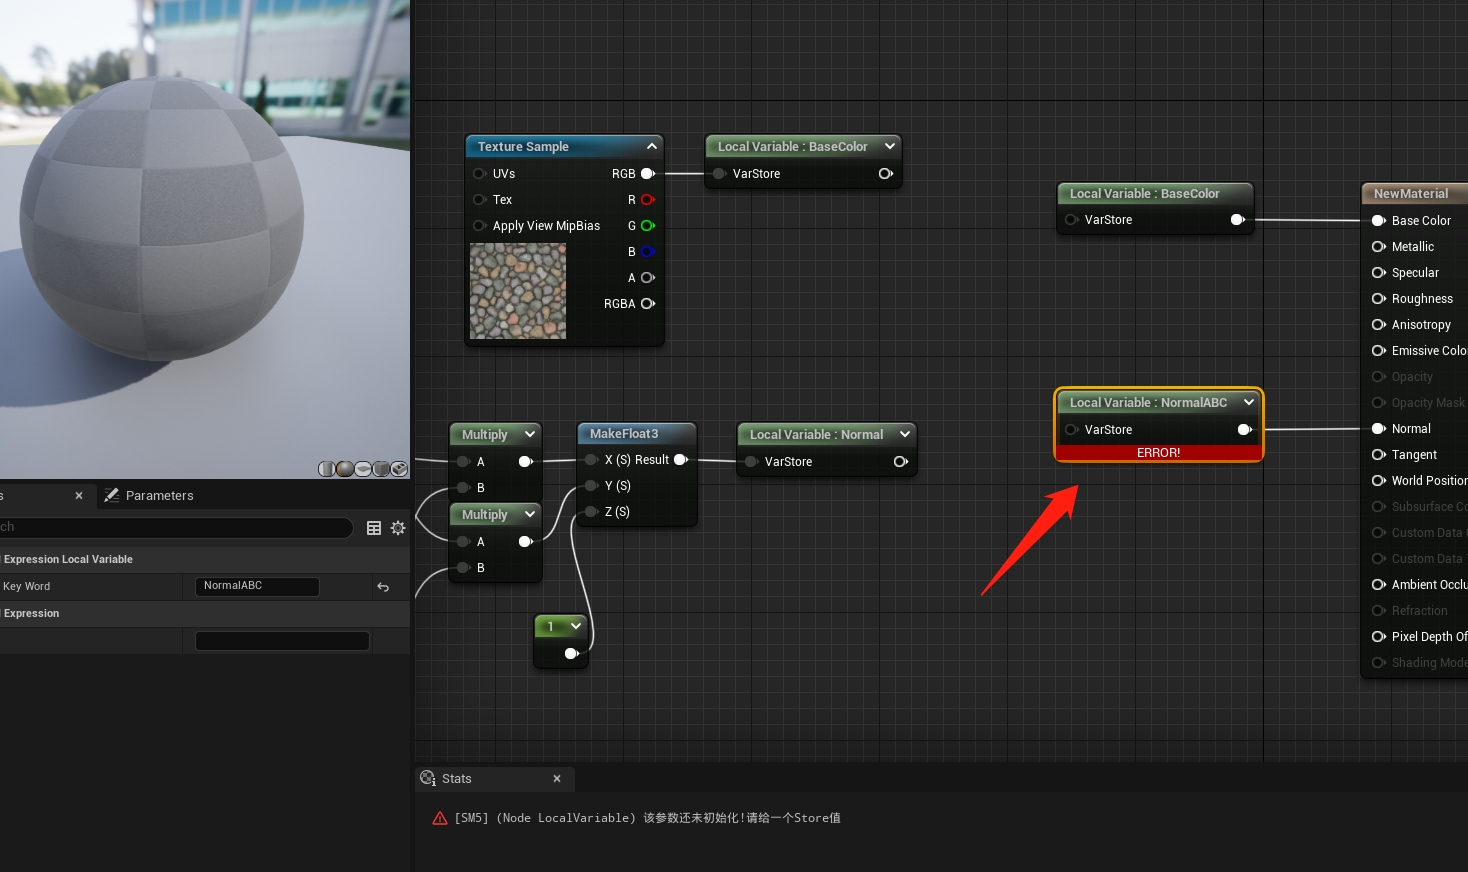 Texture Sample
UVs
RGB
Tex
R
Apply View MipBias
G
B
A
RGBA
Local Variable : BaseColor
VarStore
Local Variable : BaseColor
VarStore
NewMaterial
Base Color
Metallic
Specular
Roughness
Anisotropy
Emissive Colo
Opacity
Opacity Mask
Normal
Tangent
World Position
Subsurface Co
Custom Data
Custom Data
Ambient Occlu
Refraction
Pixel Depth Of
Shading Mode
Local Variable : NormalABC
VarStore
ERROR!
Multiply
A
B
Multiply
A
B
MakeFloat3
X (S) Result
Y (S)
Z (S)
Local Variable : Normal
VarStore
1
s
Parameters
ch
Expression Local Variable
Key Word
NormalABC
Expression
Stats
[SM5] (Node LocalVariable) 该参数还未初始化!请给一个Store值